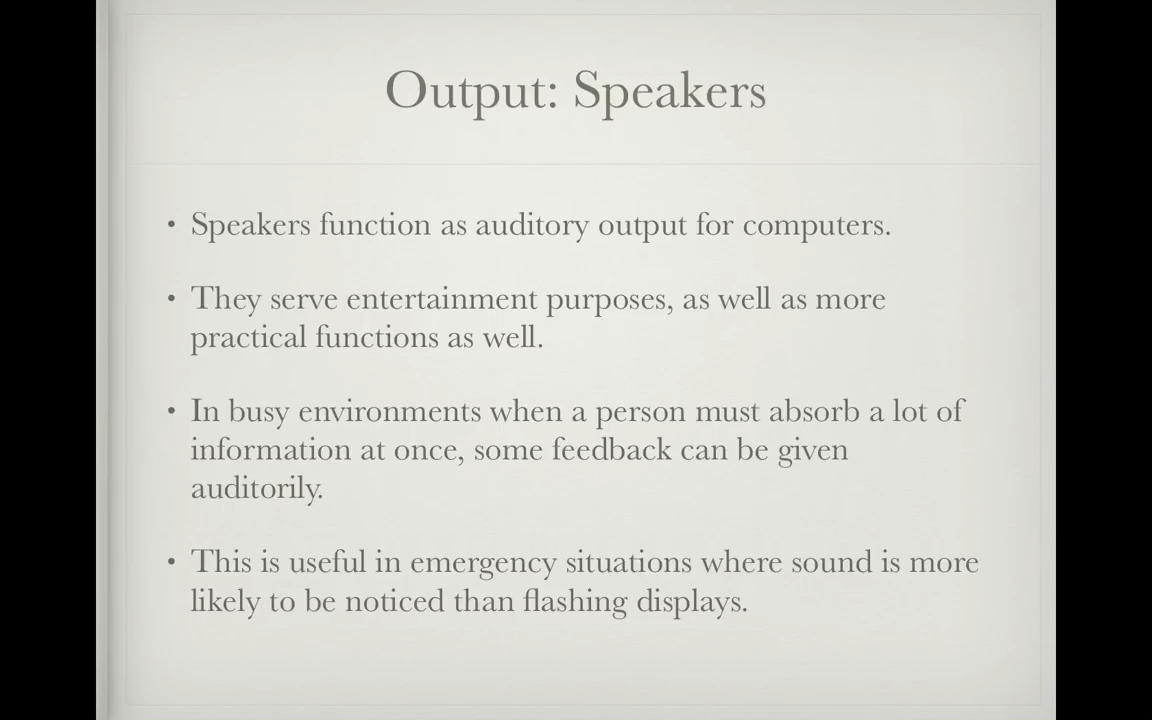 Output: Speakers
• Speakers function as auditory output for computers.
• They serve entertainment purposes, as well as more
practical functions as well.
• In busy environments when a person must absorb a lot of
information at once, some feedback can be given
auditorily.
• This is useful in emergency situations where sound is more
likely to be noticed than flashing displays.